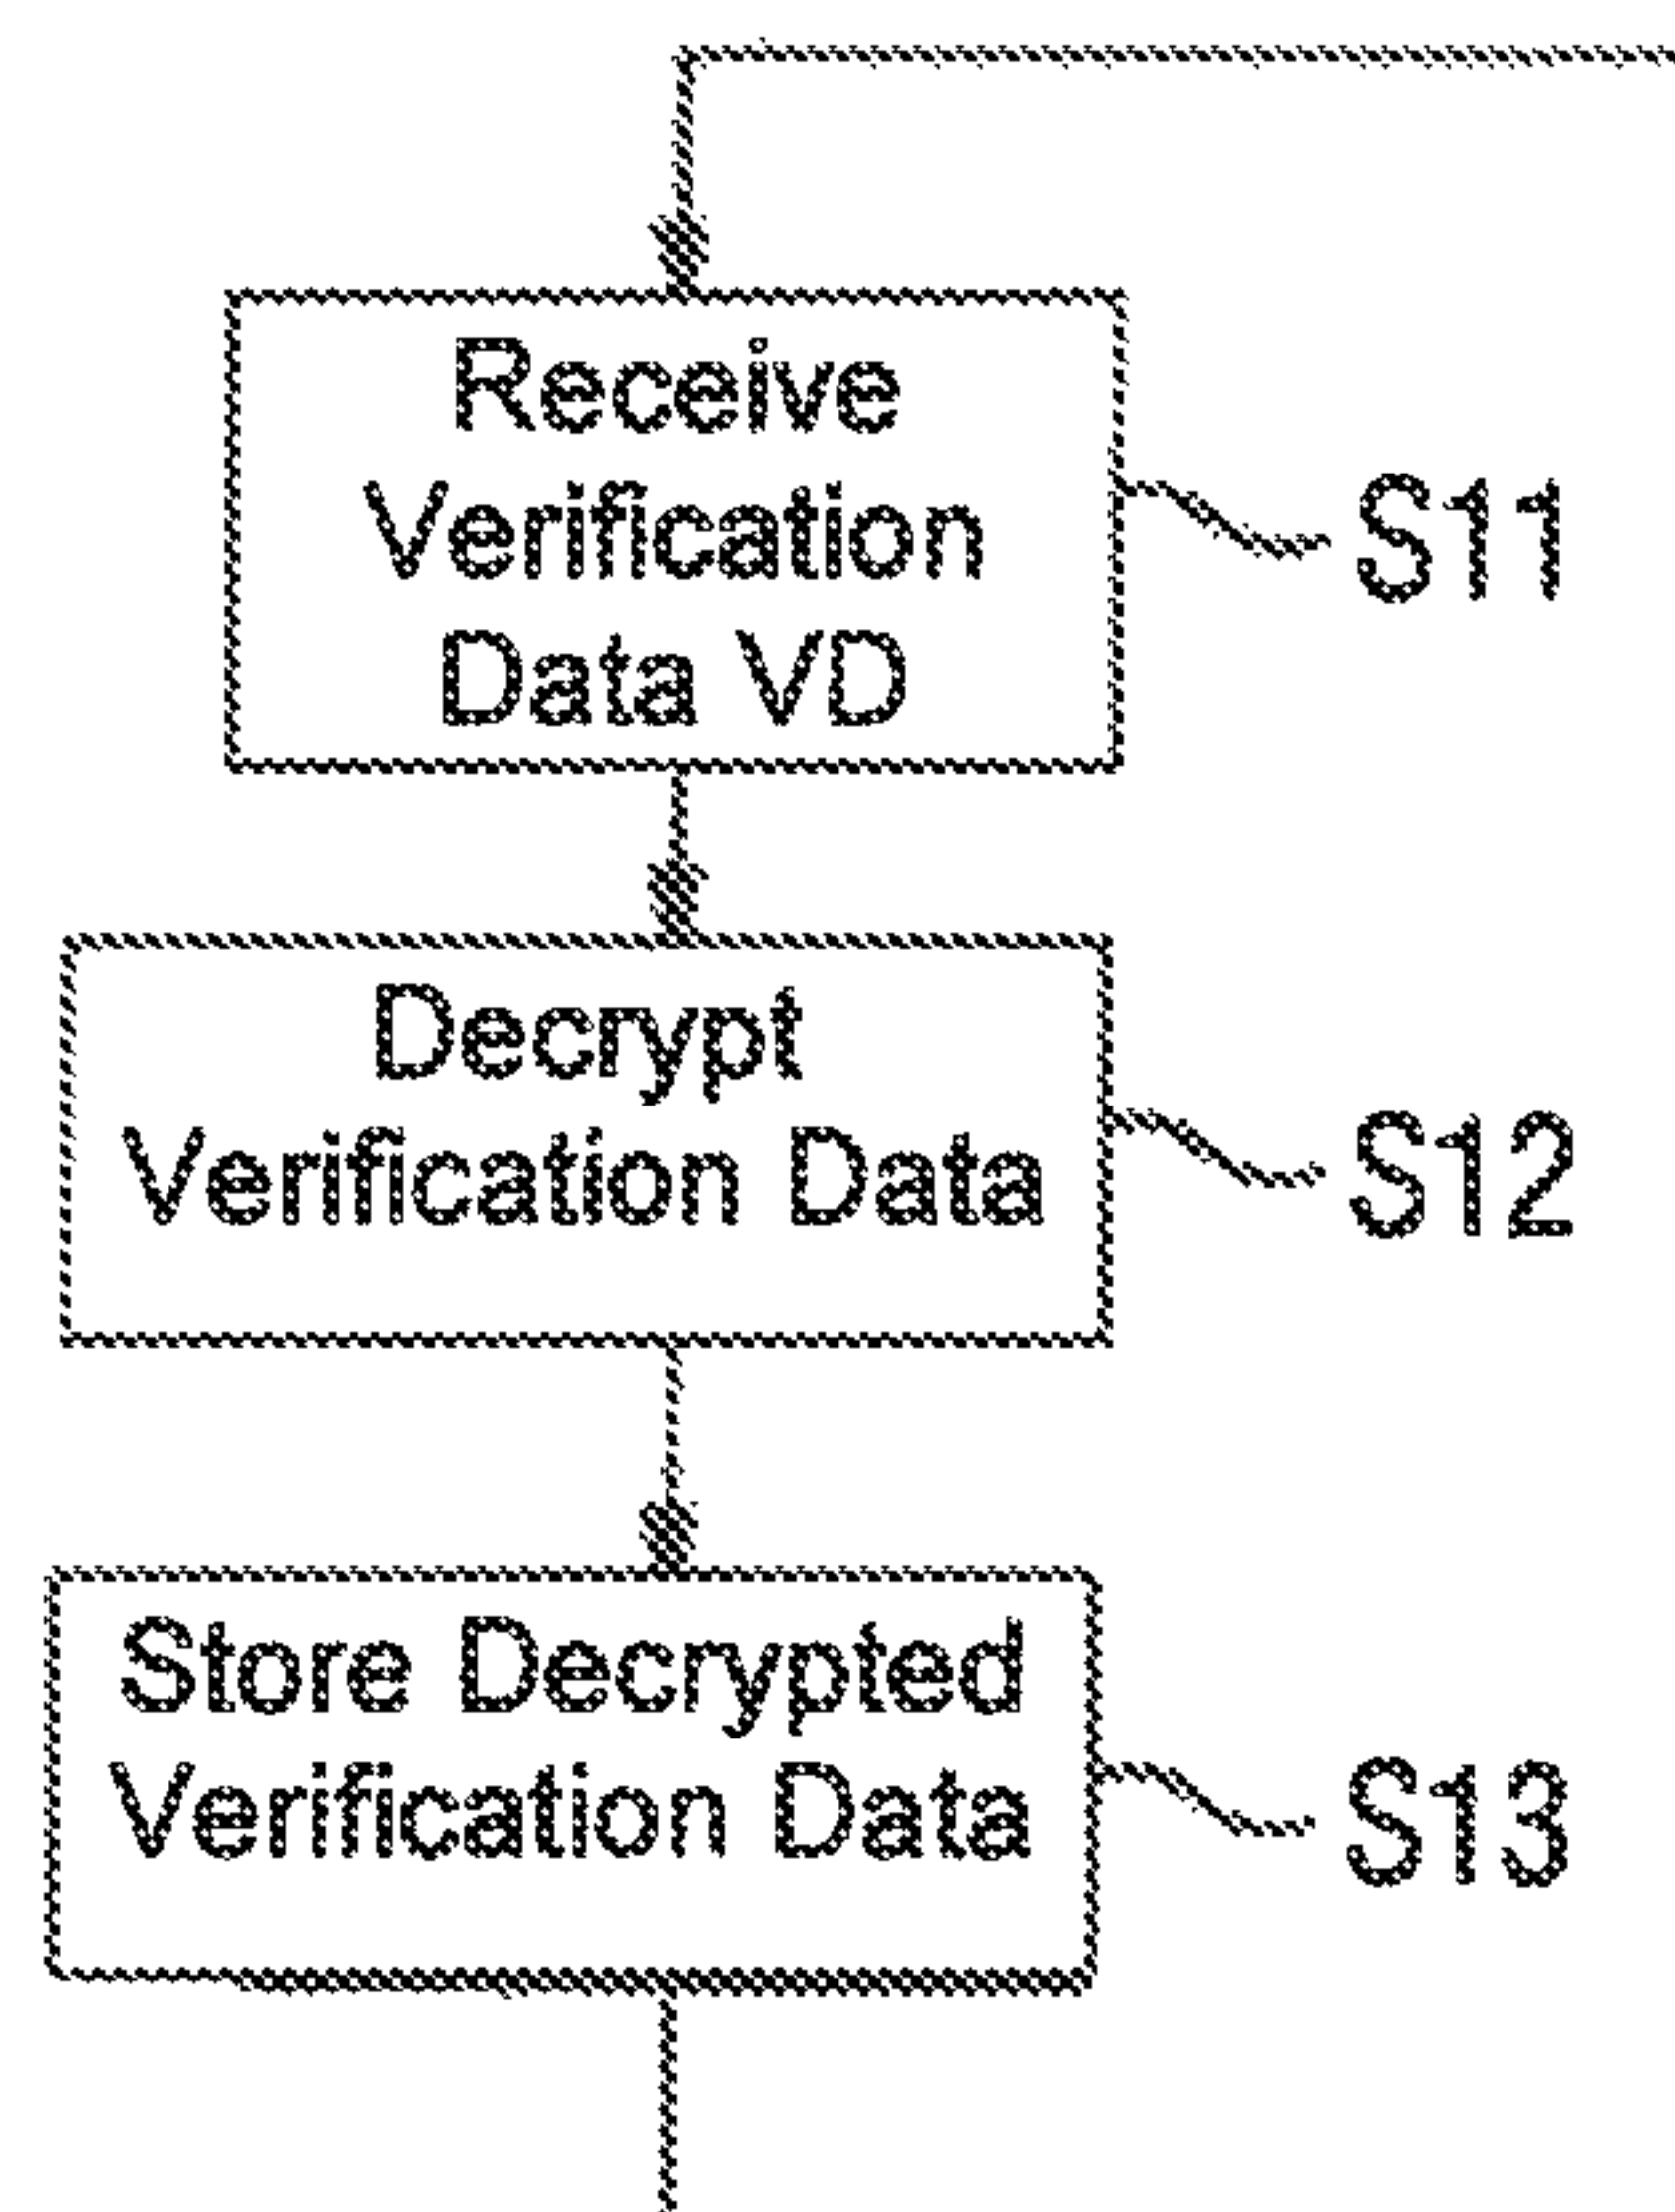 Receive
Verification
Data VD
S11
Decrypt
Verification Data
S12
Store Decrypted
Verification Data
S13